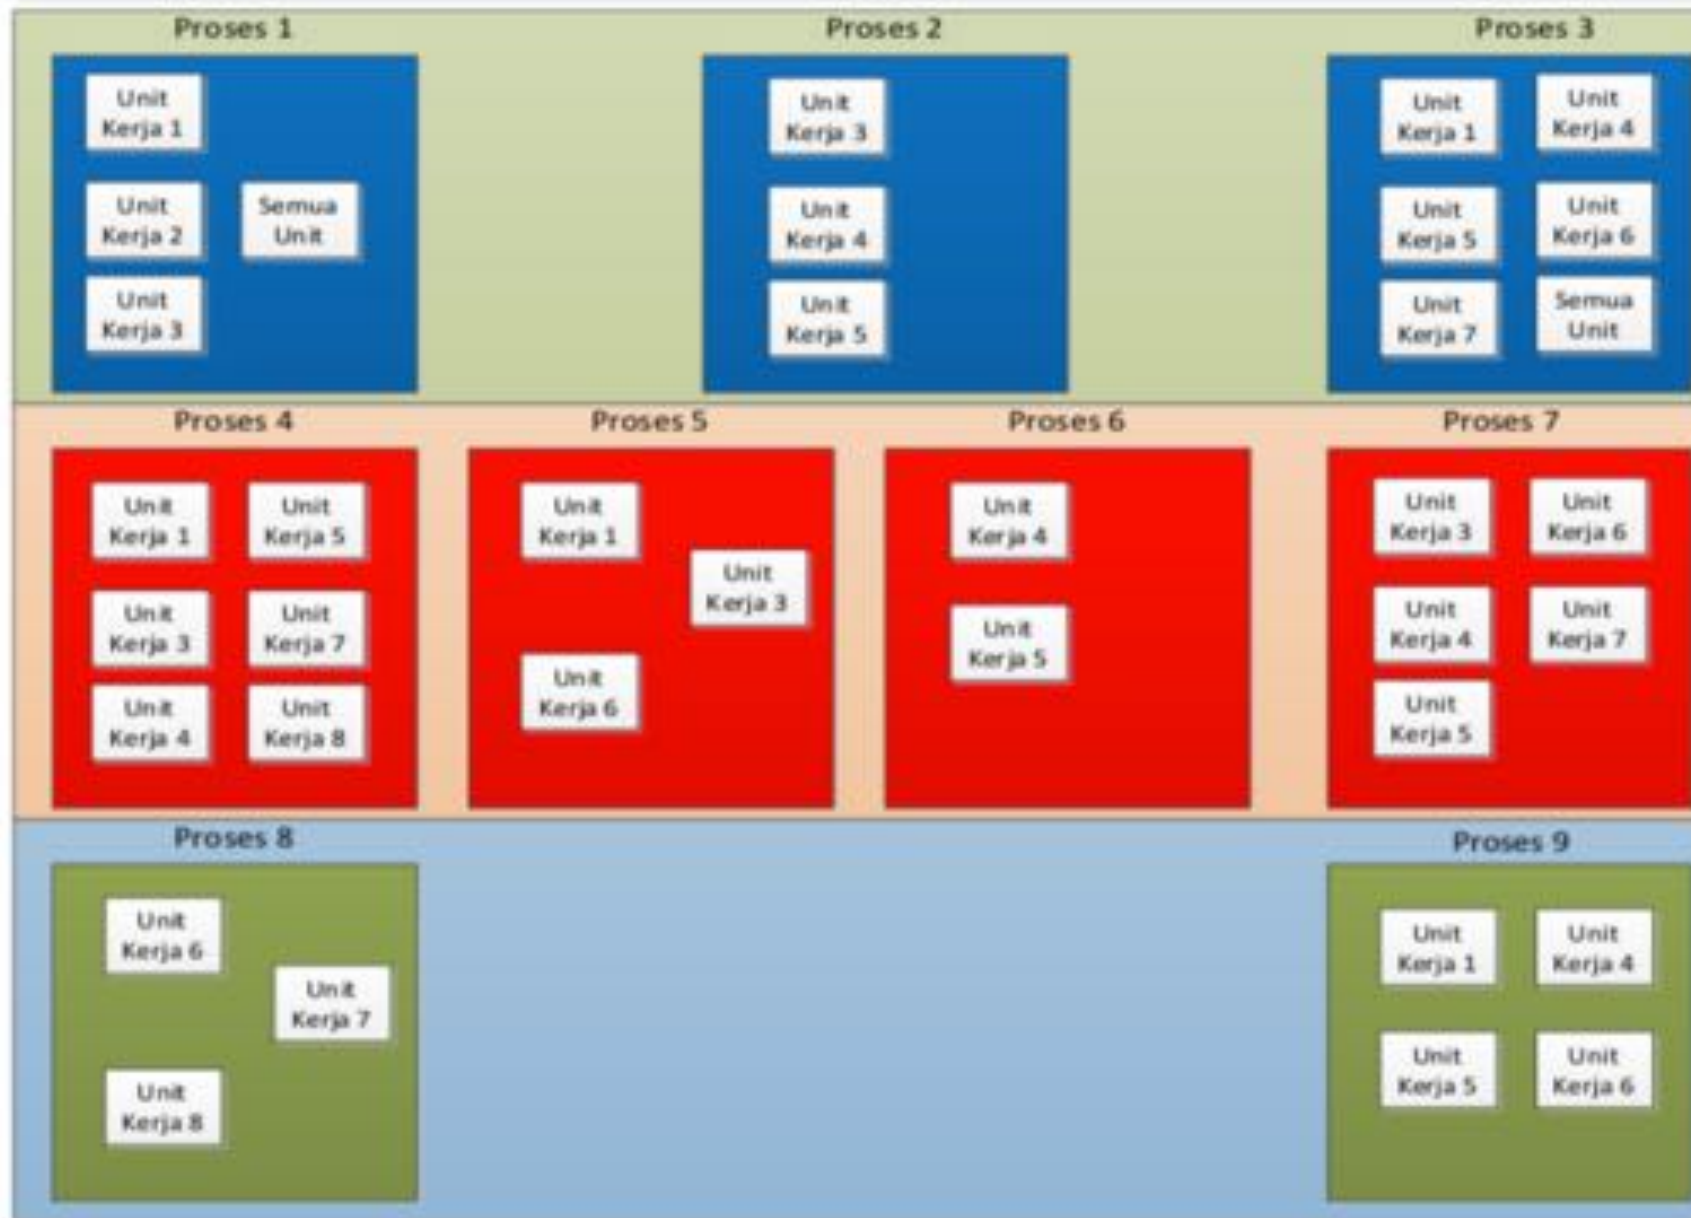 Proses 1
Unit
Kerja 1
Unit
Kerja 2
Unit
Kerja 3
Semua
Unit
Proses 2
Unit
Kerja 3
Unit
Kerja 4
Unit
Kerja 5
Proses 3
Unit
Kerja 1
Unit
Kerja 4
Unit
Kerja 5
Unit
Kerja 6
Unit
Kerja 7
Semua
Unit
Proses 4
Unit
Kerja 1
Unit
Kerja 5
Unit
Kerja 3
Unit
Kerja 7
Unit
Kerja 4
Unit
Kerja 8
Proses 5
Unit
Kerja 1
Unit
Kerja 3
Unit
Kerja 6
Proses 6
Unit
Kerja 4
Unit
Kerja 5
Proses 7
Unit
Kerja 3
Unit
Kerja 6
Unit
Kerja 4
Unit
Kerja 7
Unit
Kerja 5
Proses 8
Unit
Kerja 6
Unit
Kerja 7
Unit
Kerja 8
Proses 9
Unit
Kerja 1
Unit
Kerja 4
Unit
Kerja 5
Unit
Kerja 6